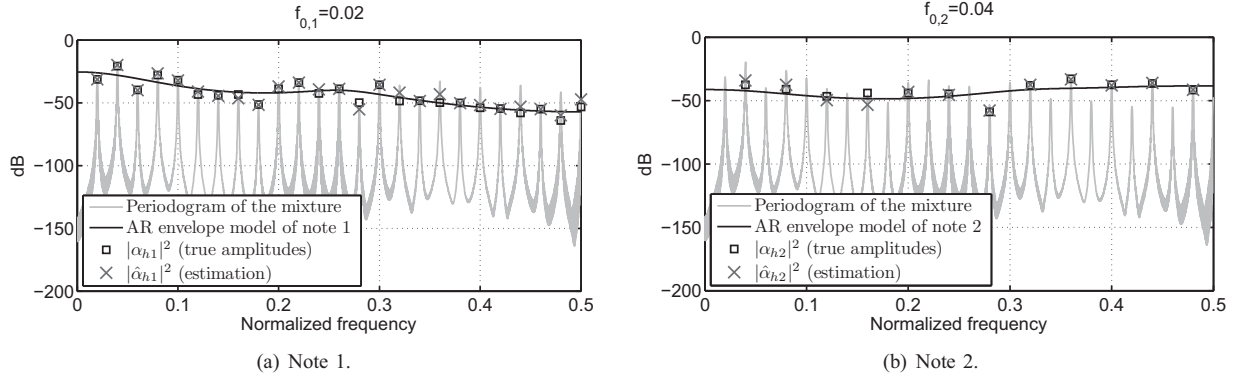 f0,1=0.02
0
−50
−100
−150
−200
dB
0
0.1
0.2
0.3
0.4
0.5
Normalized frequency
Periodogram of the mixture
AR envelope model of note 1
|αh1|² (true amplitudes)
|α̂h1|² (estimation)
(a) Note 1.
f0,2=0.04
0
−50
−100
−150
−200
dB
0
0.1
0.2
0.3
0.4
0.5
Normalized frequency
Periodogram of the mixture
AR envelope model of note 2
|αh2|² (true amplitudes)
|α̂h2|² (estimation)
(b) Note 2.